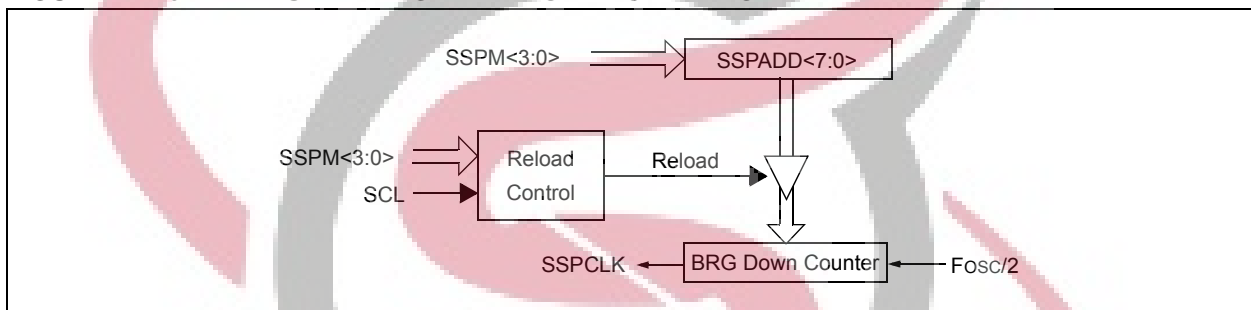 SSPM<3:0>
SSPADD<7:0>
SSPM<3:0>
SCL
Reload
Control
Reload
SSPCLK
BRG Down Counter
FOSC/2